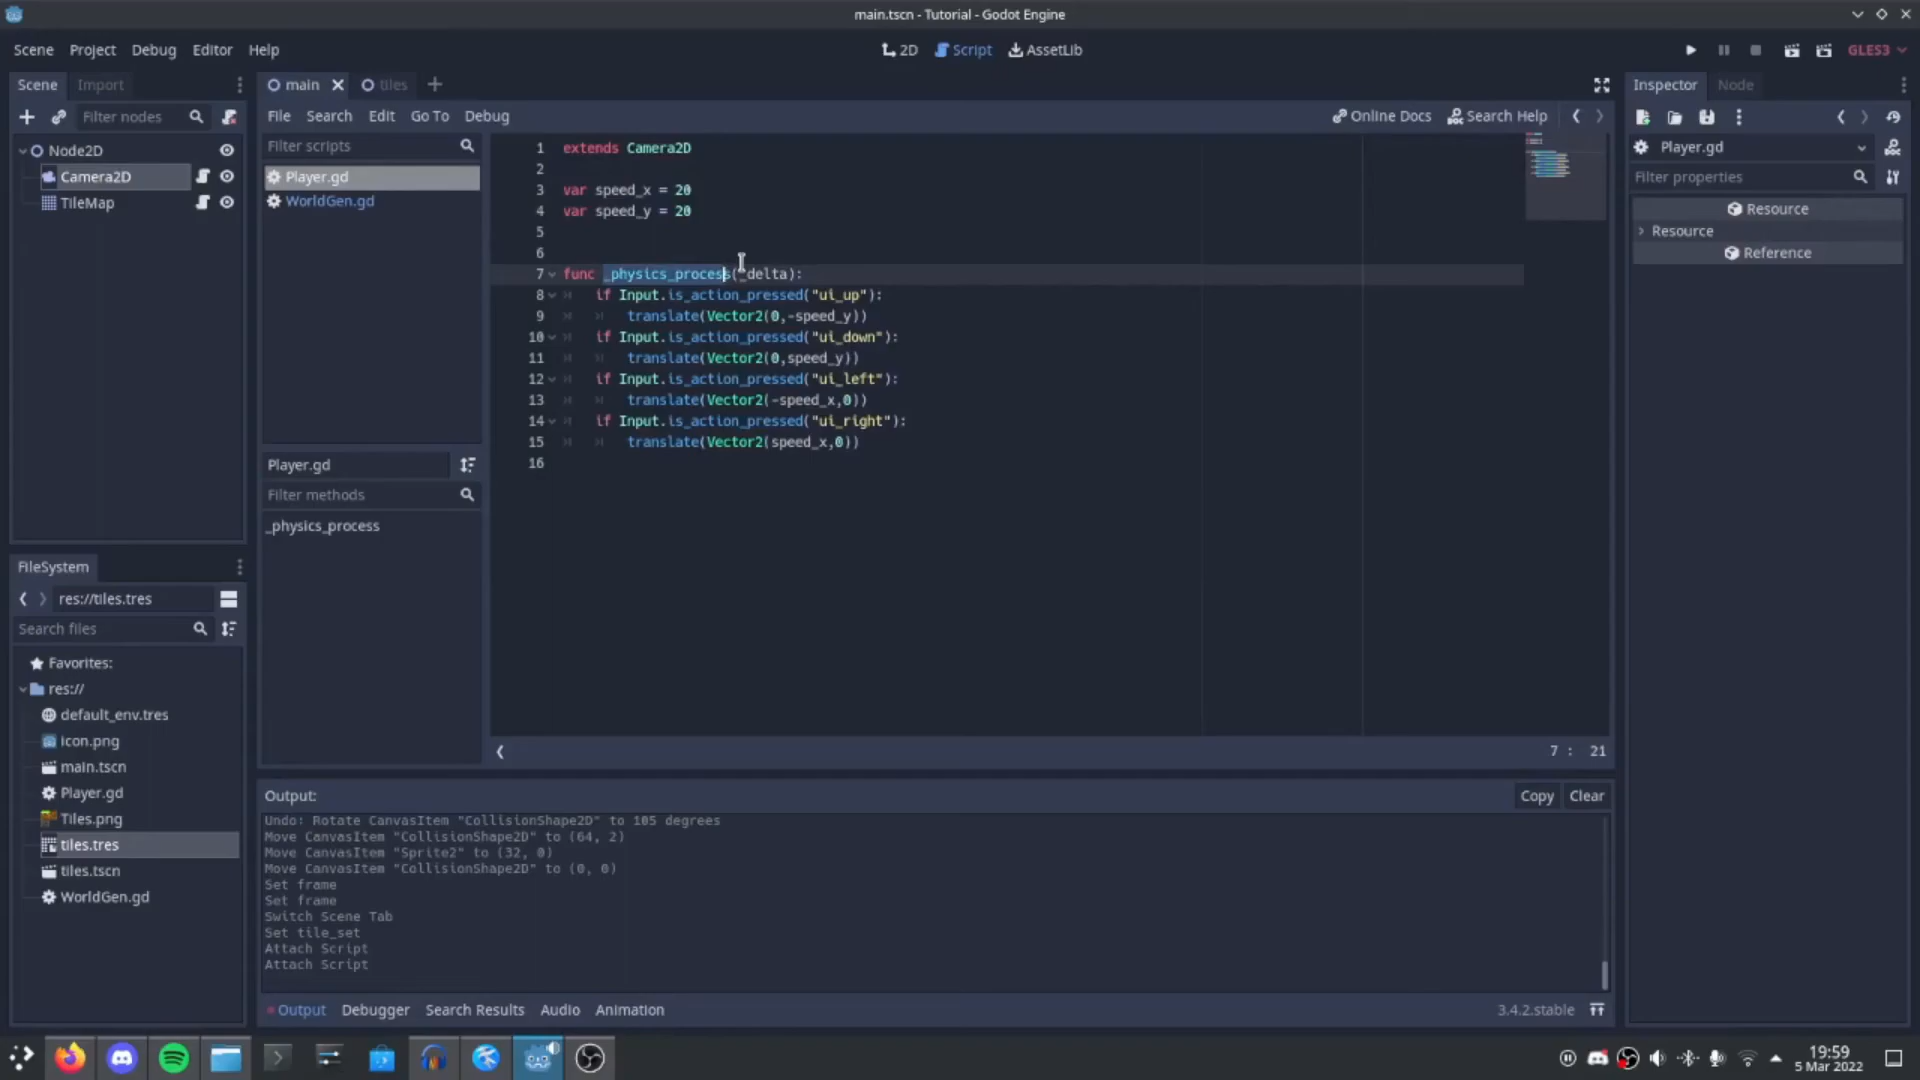 main.tscn - Tutorial - Godot Engine
Scene Project Debug Editor Help
2D Script AssetLib
GLES3
Scene Import
main tiles
Inspector Node
Filter nodes
File Search Edit Go To Debug
Online Docs Search Help
Node2D
Camera2D
TileMap
Filter scripts
Player.gd
WorldGen.gd
Player.gd
Filter methods
_physics_process
1 extends Camera2D
2
3 var speed_x = 20
4 var speed_y = 20
5
6
7 func _physics_process(_delta):
8 if Input.is_action_pressed("ui_up"):
9 translate(Vector2(0,-speed_y))
10 if Input.is_action_pressed("ui_down"):
11 translate(Vector2(0,speed_y))
12 if Input.is_action_pressed("ui_left"):
13 translate(Vector2(-speed_x,0))
14 if Input.is_action_pressed("ui_right"):
15 translate(Vector2(speed_x,0))
16
7 : 21
Player.gd
Filter properties
Resource
Resource
Reference
FileSystem
res://tiles.tres
Search files
Favorites:
res://
default_env.tres
icon.png
main.tscn
Player.gd
Tiles.png
tiles.tres
tiles.tscn
WorldGen.gd
Output:
Copy Clear
Undo: Rotate CanvasItem "CollisionShape2D" to 105 degrees
Move CanvasItem "CollisionShape2D" to (64, 2)
Move CanvasItem "Sprite2" to (32, 0)
Move CanvasItem "CollisionShape2D" to (0, 0)
Set frame
Set frame
Switch Scene Tab
Set tile_set
Attach Script
Attach Script
Output Debugger Search Results Audio Animation
3.4.2.stable
19:59
5 Mar 2022